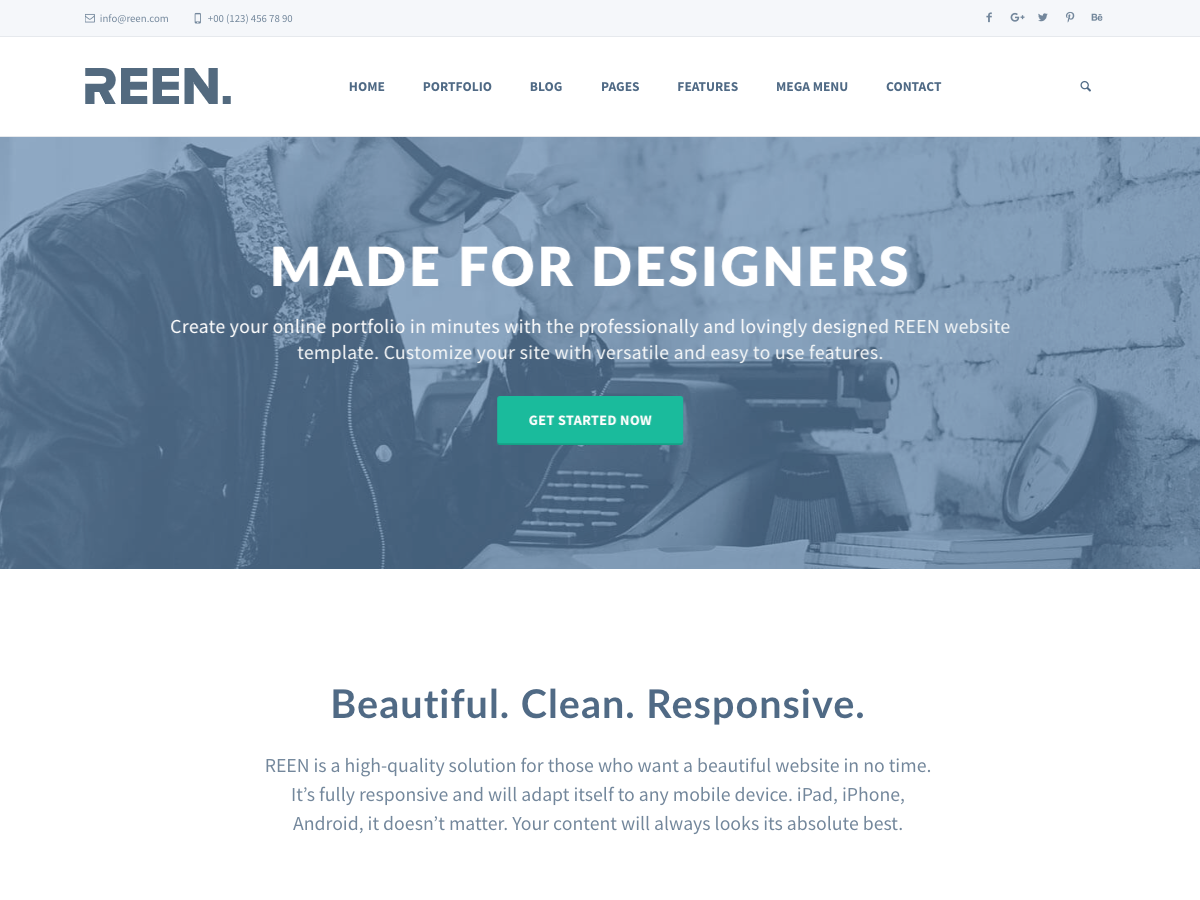 info@reen.com +00 (123) 456 78 90 G+ Bē
REEN. HOME PORTFOLIO BLOG PAGES FEATURES MEGA MENU CONTACT
MADE FOR DESIGNERS
Create your online portfolio in minutes with the professionally and lovingly designed REEN website
template. Customize your site with versatile and easy to use features.
GET STARTED NOW
Beautiful. Clean. Responsive.
REEN is a high-quality solution for those who want a beautiful website in no time.
It’s fully responsive and will adapt itself to any mobile device. iPad, iPhone,
Android, it doesn’t matter. Your content will always looks its absolute best.